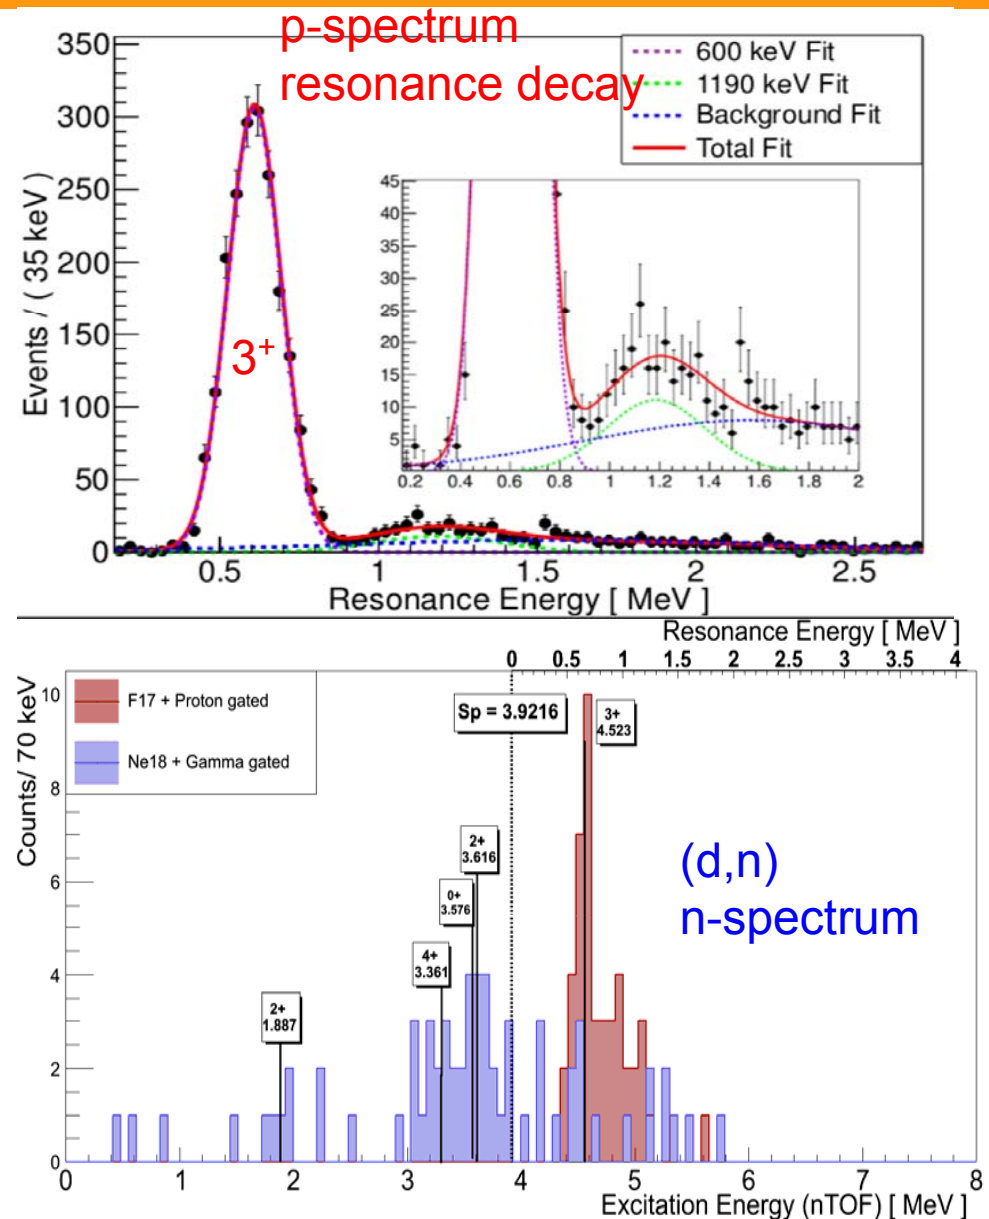 p-spectrum
resonance decay
600 keV Fit
1190 keV Fit
Background Fit
Total Fit
Events / ( 35 keV )
350
300
250
200
150
100
50
0
3+
45
40
35
30
25
20
15
10
5
0.2 0.4 0.6 0.8 1 1.2 1.4 1.6 1.8 2
0.5 1 1.5 2 2.5
Resonance Energy [ MeV ]
Resonance Energy [ MeV ]
0 0.5 1 1.5 2 2.5 3 3.5 4
Counts/ 70 keV
10
8
6
4
2
0
F17 + Proton gated
Ne18 + Gamma gated
Sp = 3.9216
3+
4.523
2+
3.616
0+
3.576
4+
3.361
2+
1.887
(d,n)
n-spectrum
0 1 2 3 4 5 6 7 8
Excitation Energy (nTOF) [ MeV ]